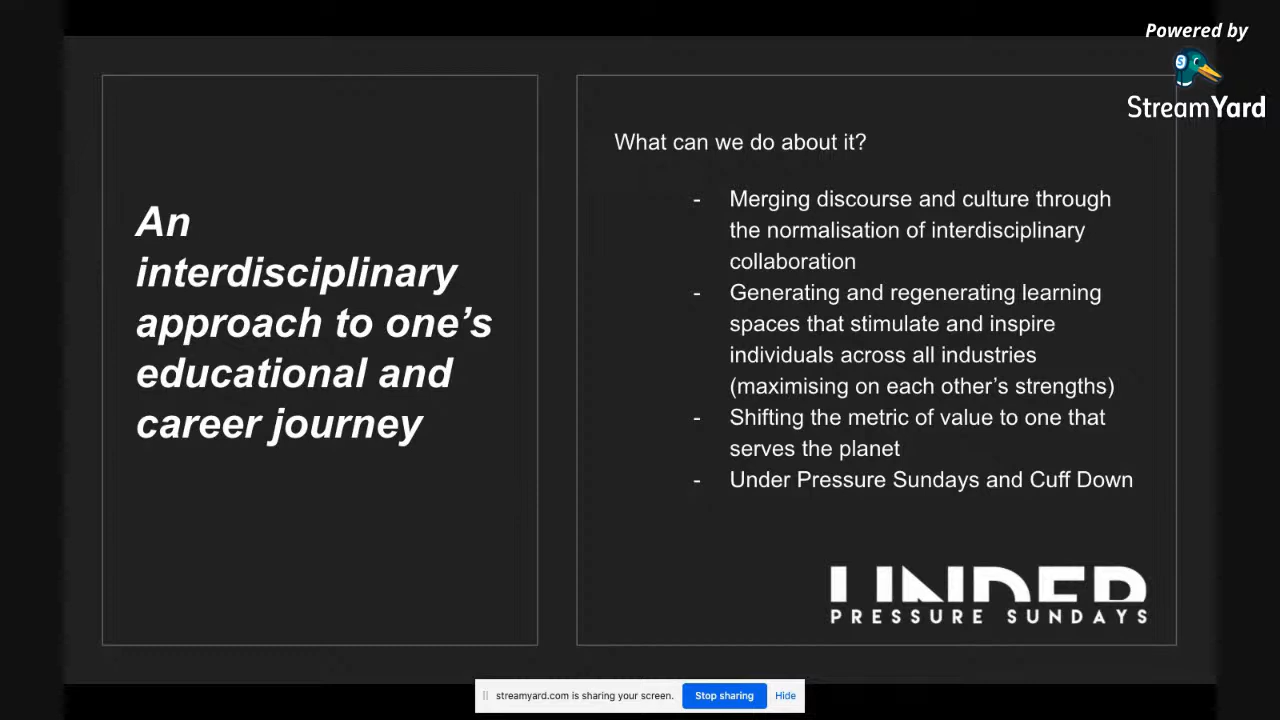 Powered by
StreamYard
An
interdisciplinary
approach to one’s
educational and
career journey
What can we do about it?
- Merging discourse and culture through
the normalisation of interdisciplinary
collaboration
- Generating and regenerating learning
spaces that stimulate and inspire
individuals across all industries
(maximising on each other’s strengths)
- Shifting the metric of value to one that
serves the planet
- Under Pressure Sundays and Cuff Down
UNDER
PRESSURE SUNDAYS
streamyard.com is sharing your screen.
Stop sharing
Hide